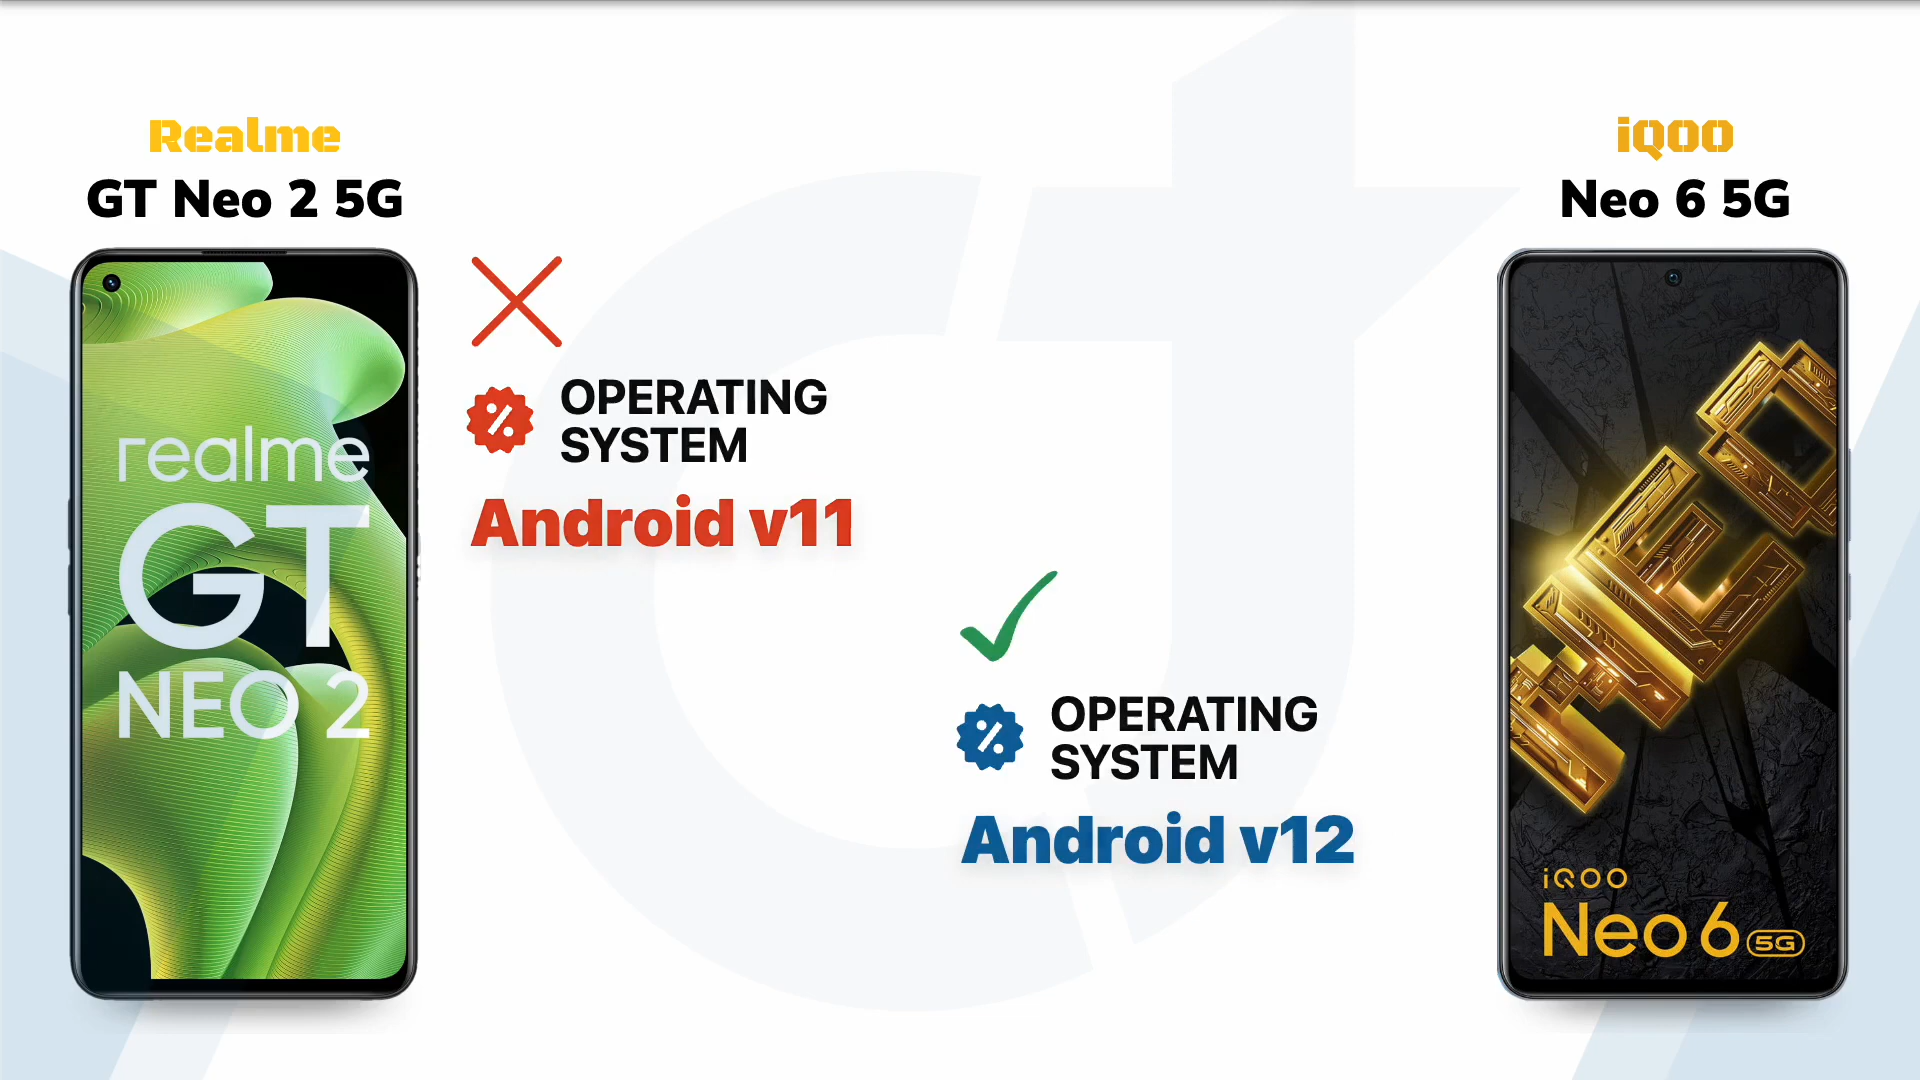 Realme
GT Neo 2 5G
realme
GT
NEO 2
OPERATING
SYSTEM
Android v11
OPERATING
SYSTEM
Android v12
iQOO
Neo 6 5G
NEO
iQOO
Neo 6 5G